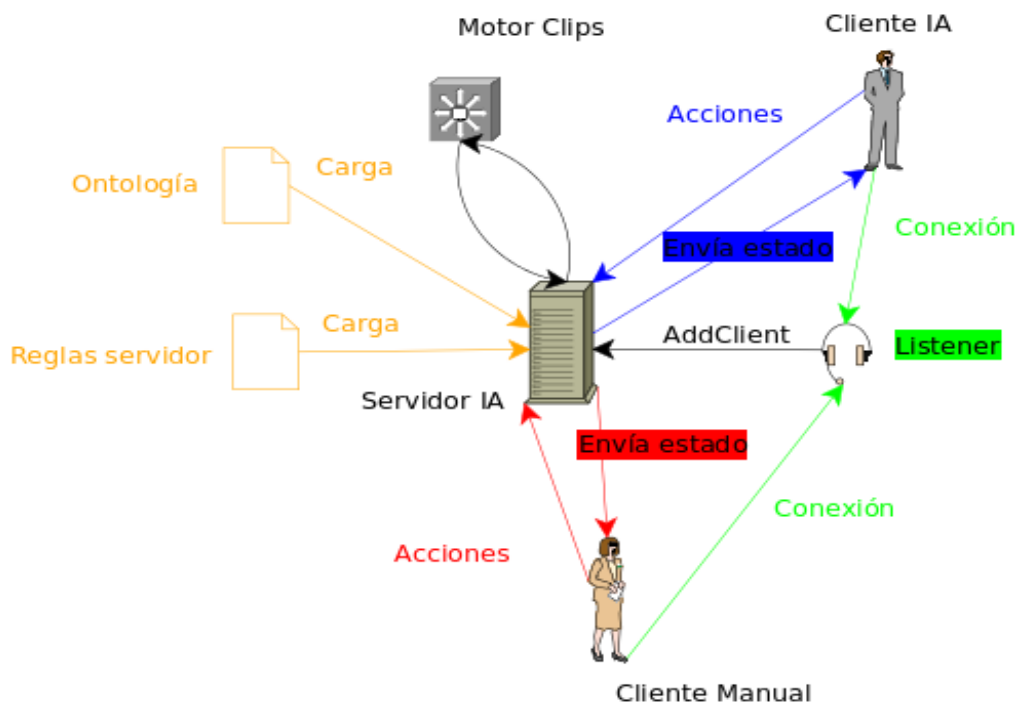 Motor Clips
Cliente IA
Acciones
Carga
Ontología
Conexión
Envía estado
Carga
AddClient
Listener
Reglas servidor
Servidor IA
Envía estado
Conexión
Acciones
Cliente Manual